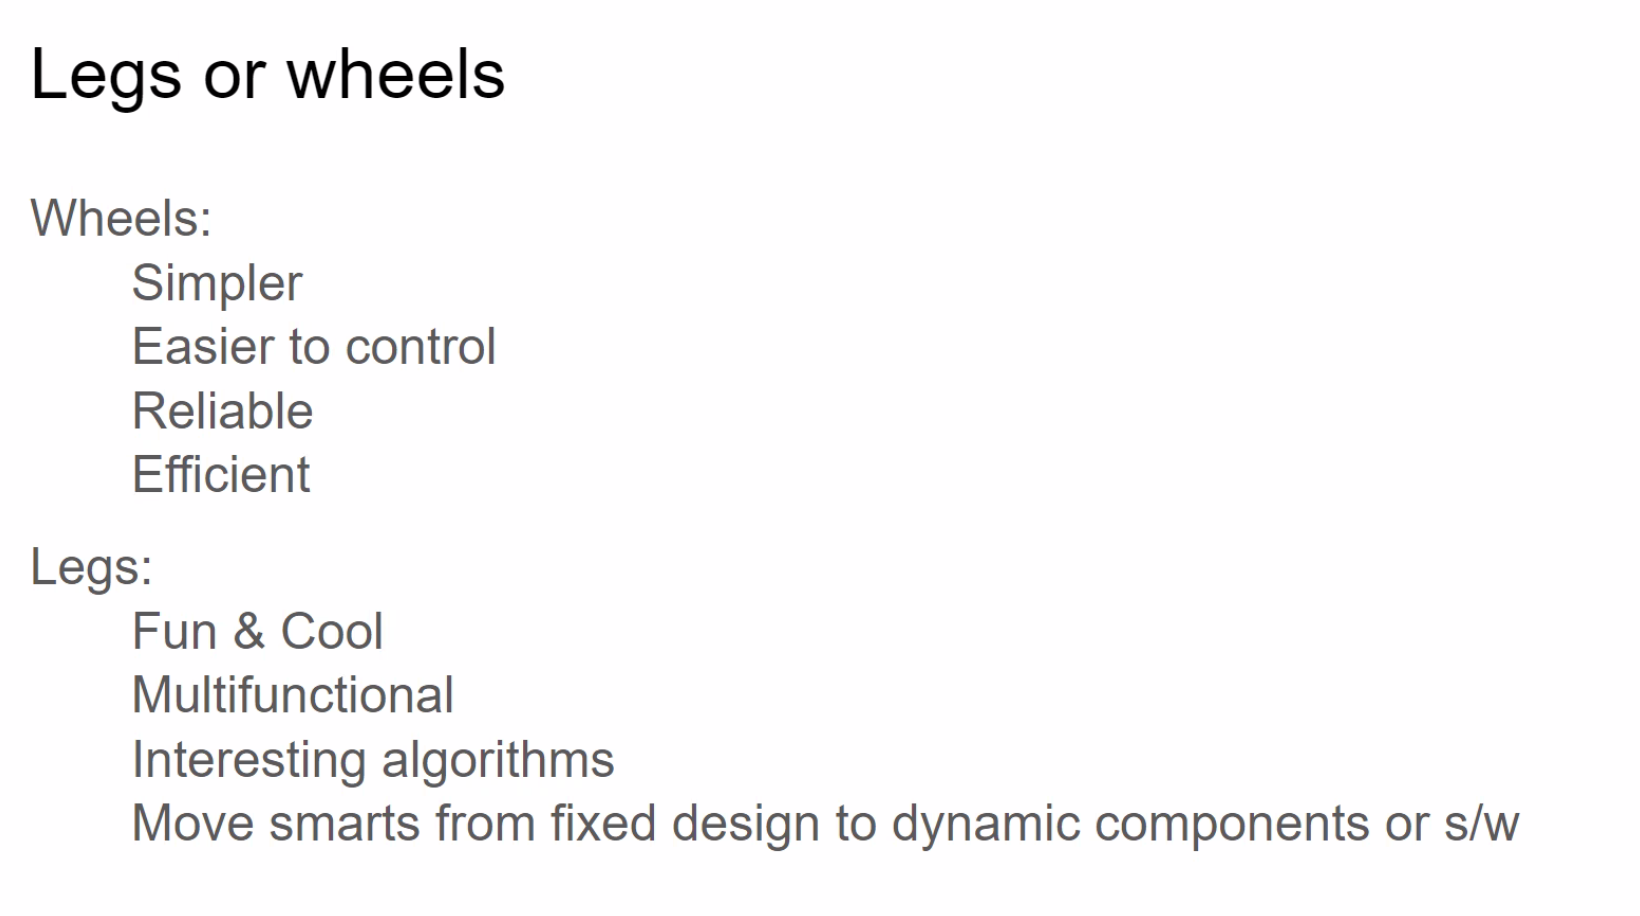 Legs or wheels
Wheels:
Simpler
Easier to control
Reliable
Efficient
Legs:
Fun & Cool
Multifunctional
Interesting algorithms
Move smarts from fixed design to dynamic components or s/w